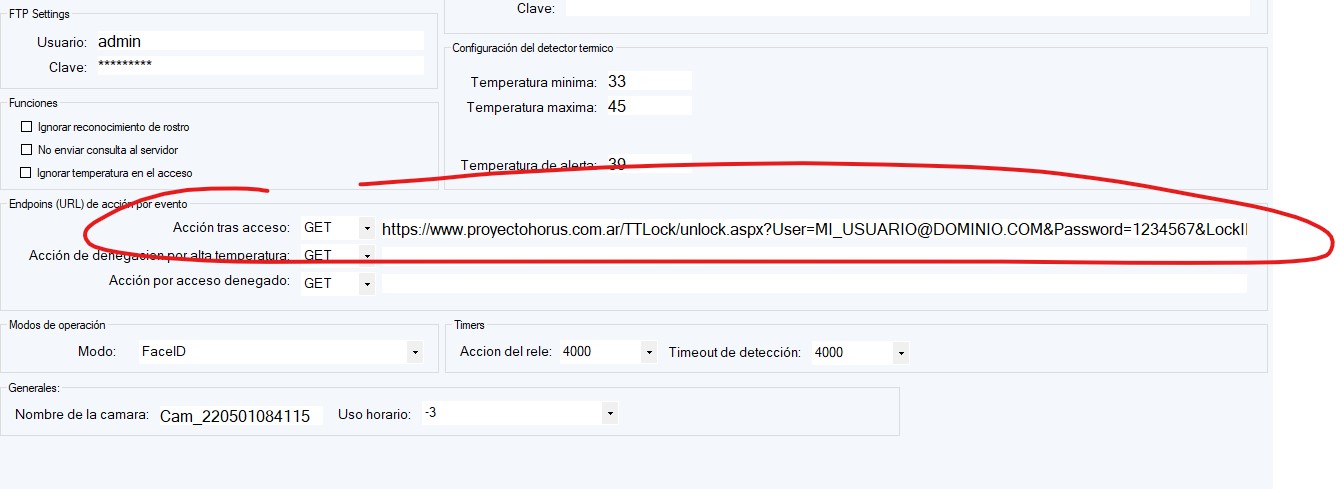 Clave:
FTP Settings
Usuario: admin
Clave: *********
Configuración del detector termico
Temperatura minima: 33
Temperatura maxima: 45
Temperatura de alerta: 39
Funciones
Ignorar reconocimiento de rostro
No enviar consulta al servidor
Ignorar temperatura en el acceso
Endpoins (URL) de acción por evento
Acción tras acceso: GET https://www.proyectohorus.com.ar/TTLock/unlock.aspx?User=MI_USUARIO@DOMINIO.COM&Password=1234567&LockI
Acción de denegacion por alta temperatura: GET
Acción por acceso denegado: GET
Modos de operación
Modo: FaceID
Timers
Accion del rele: 4000 Timeout de detección: 4000
Generales:
Nombre de la camara: Cam_220501084115 Uso horario: -3